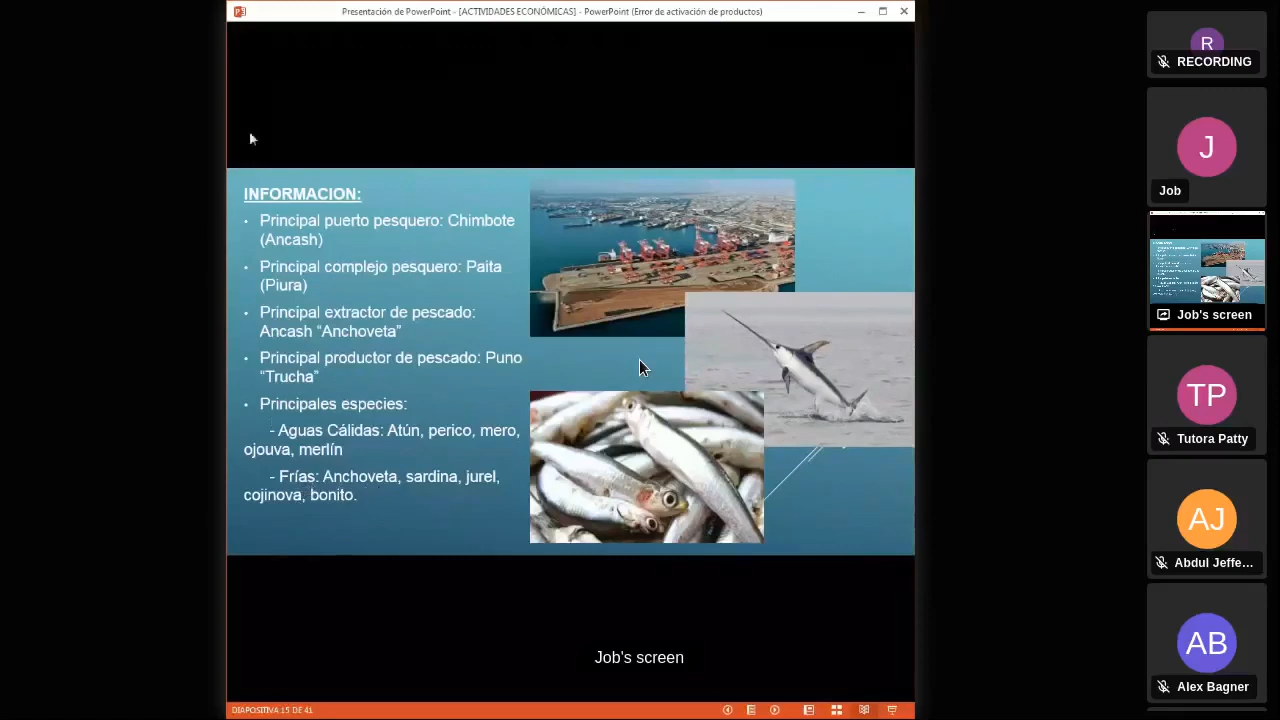 Presentación de PowerPoint - [ACTIVIDADES ECONÓMICAS] - PowerPoint (Error de activación de productos)
INFORMACION:
• Principal puerto pesquero: Chimbote
(Ancash)
• Principal complejo pesquero: Paita
(Piura)
• Principal extractor de pescado:
Ancash “Anchoveta”
• Principal productor de pescado: Puno
“Trucha”
• Principales especies:
- Aguas Cálidas: Atún, perico, mero,
ojouva, merlín
- Frías: Anchoveta, sardina, jurel,
cojinova, bonito.
Job's screen
DIAPOSITIVA 15 DE 41
R
RECORDING
J
Job
Job's screen
TP
Tutora Patty
AJ
Abdul Jeffe...
AB
Alex Bagner